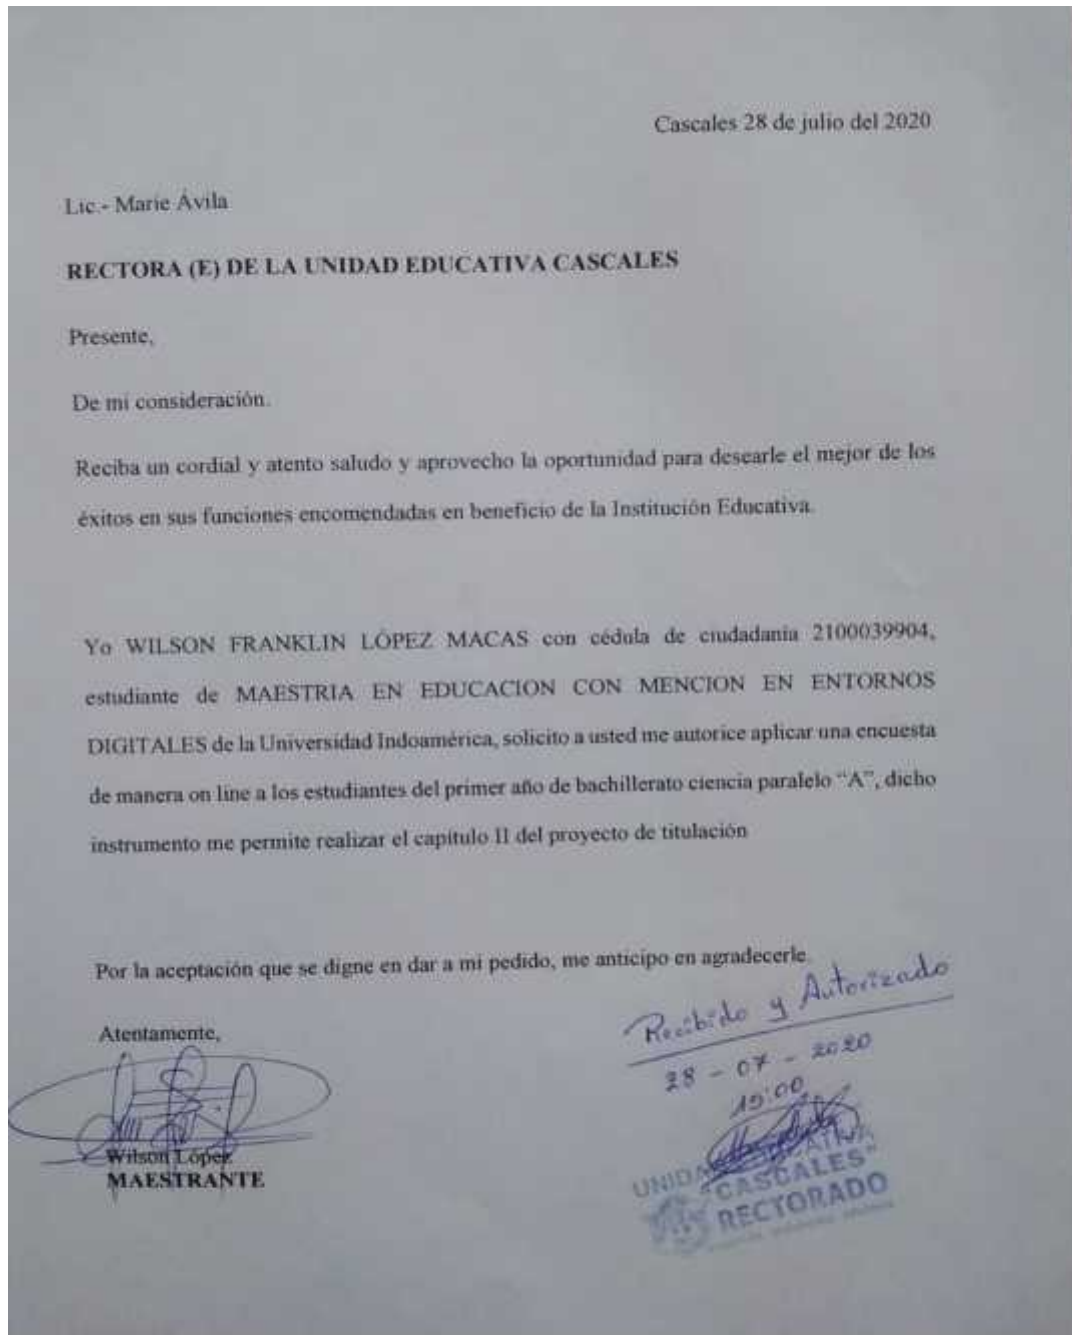 Cascales 28 de julio del 2020
Lic.- Marie Ávila
RECTORA (E) DE LA UNIDAD EDUCATIVA CASCALES
Presente,
De mi consideración.
Reciba un cordial y atento saludo y aprovecho la oportunidad para desearle el mejor de los
éxitos en sus funciones encomendadas en beneficio de la Institución Educativa.
Yo WILSON FRANKLIN LÓPEZ MACAS con cédula de ciudadanía 2100039904,
estudiante de MAESTRIA EN EDUCACION CON MENCION EN ENTORNOS
DIGITALES de la Universidad Indoamérica, solicito a usted me autorice aplicar una encuesta
de manera on line a los estudiantes del primer año de bachillerato ciencia paralelo “A”, dicho
instrumento me permite realizar el capítulo II del proyecto de titulación
Por la aceptación que se digne en dar a mi pedido, me anticipo en agradecerle.
Recibido y Autorizado
28 - 07 - 2020
Atentamente,
Wilson López
MAESTRANTE
"CASCALES"
RECTORADO